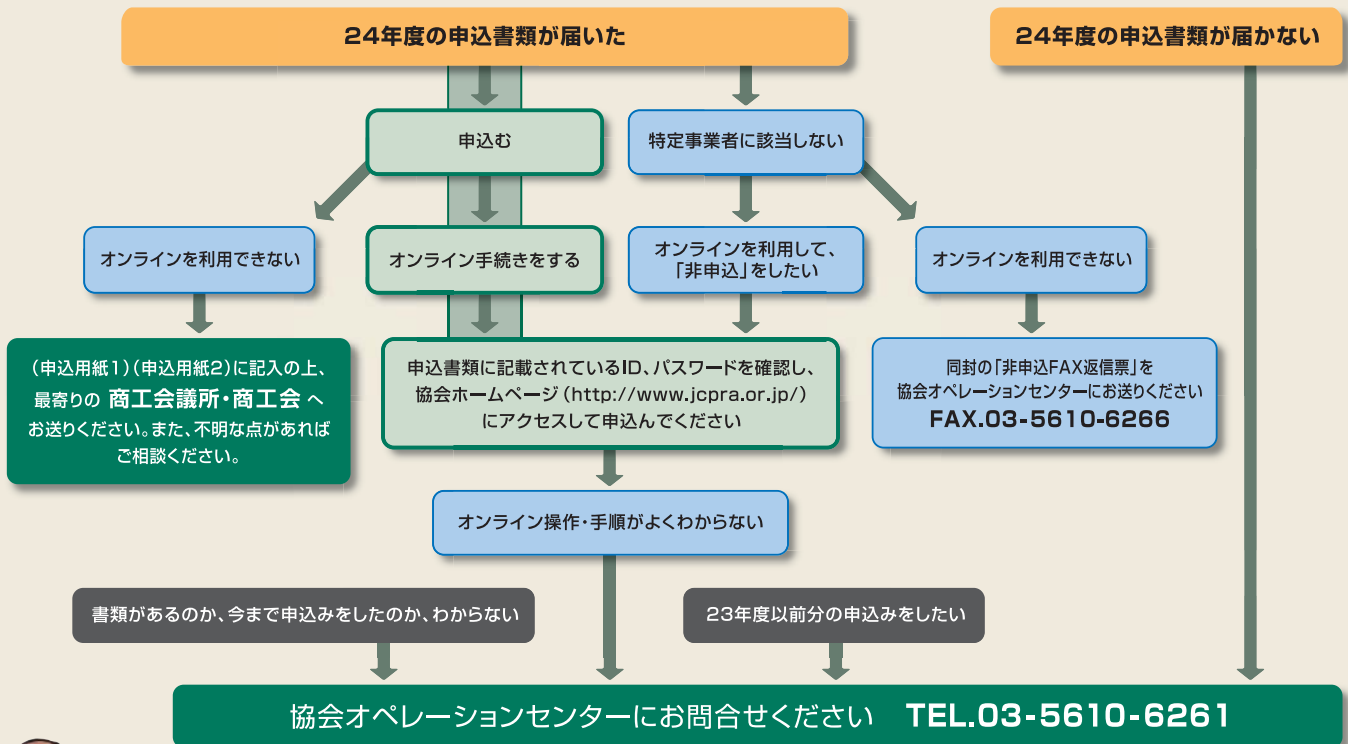 24年度の申込書類が届いた
24年度の申込書類が届かない
申込む
特定事業者に該当しない
オンラインを利用できない
オンライン手続きをする
オンラインを利用して、
「非申込」をしたい
オンラインを利用できない
(申込用紙1)(申込用紙2)に記入の上、
最寄りの 商工会議所・商工会 へ
お送りください。また、不明な点があれば
ご相談ください。
申込書類に記載されているID、パスワードを確認し、
協会ホームページ(http://www.jcpra.or.jp/)
にアクセスして申込んでください
同封の「非申込FAX返信票」を
協会オペレーションセンターにお送りください
FAX.03-5610-6266
オンライン操作・手順がよくわからない
書類があるのか、今まで申込みをしたのか、わからない
23年度以前分の申込みをしたい
協会オペレーションセンターにお問合せください TEL.03-5610-6261